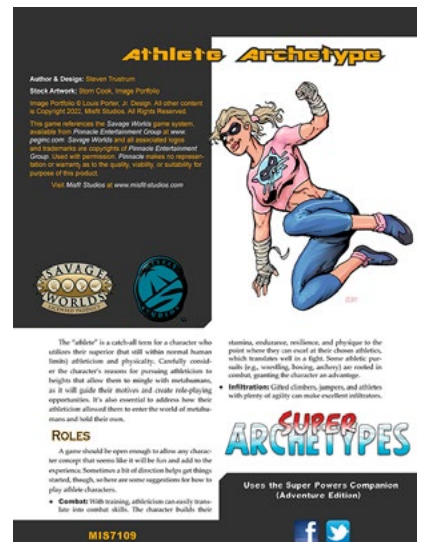 Athlete Archetype
Author & Design: Steven Trustrum
Stock Artwork: Storn Cook, Image Portfolio
Image Portfolio © Louis Porter, Jr. Design. All other content
is Copyright 2022, Misfit Studios. All Rights Reserved.
This game references the Savage Worlds game system,
available from Pinnacle Entertainment Group at www.
peginc.com. Savage Worlds and all associated logos
and trademarks are copyrights of Pinnacle Entertainment
Group. Used with permission. Pinnacle makes no represen-
tation or warranty as to the quality, viability, or suitability for
purpose of this product.
Visit Misfit Studios at www.misfit-studios.com
SAVAGE
WORLDS
LICENSED PRODUCT
MISFIT
STUDIOS
The "athlete" is a catch-all term for a character who
utilizes their superior (but still within normal human
limits) athleticism and physicality. Carefully consid-
er the character's reasons for pursuing athleticism to
heights that allow them to mingle with metahumans,
as it will guide their motives and create role-playing
opportunities. It's also essential to address how their
athleticism allowed them to enter the world of metahu-
mans and hold their own.
ROLES
A game should be open enough to allow any charac-
ter concept that seems like it will be fun and add to the
experience. Sometimes a bit of direction helps get things
started, though, so here are some suggestions for how to
play athlete characters.
• Combat: With training, athleticism can easily trans-
late into combat skills. The character builds their
stamina, endurance, resilience, and physique to the
point where they can excel at their chosen athletics,
which translates well in a fight. Some athletic pur-
suits (e.g., wrestling, boxing, archery) are rooted in
combat, granting the character an advantage.
• Infiltration: Gifted climbers, jumpers, and athletes
with plenty of agility can make excellent infiltrators.
SUPER
ARCHETYPES
Uses the Super Powers Companion
(Adventure Edition)
MIS7109